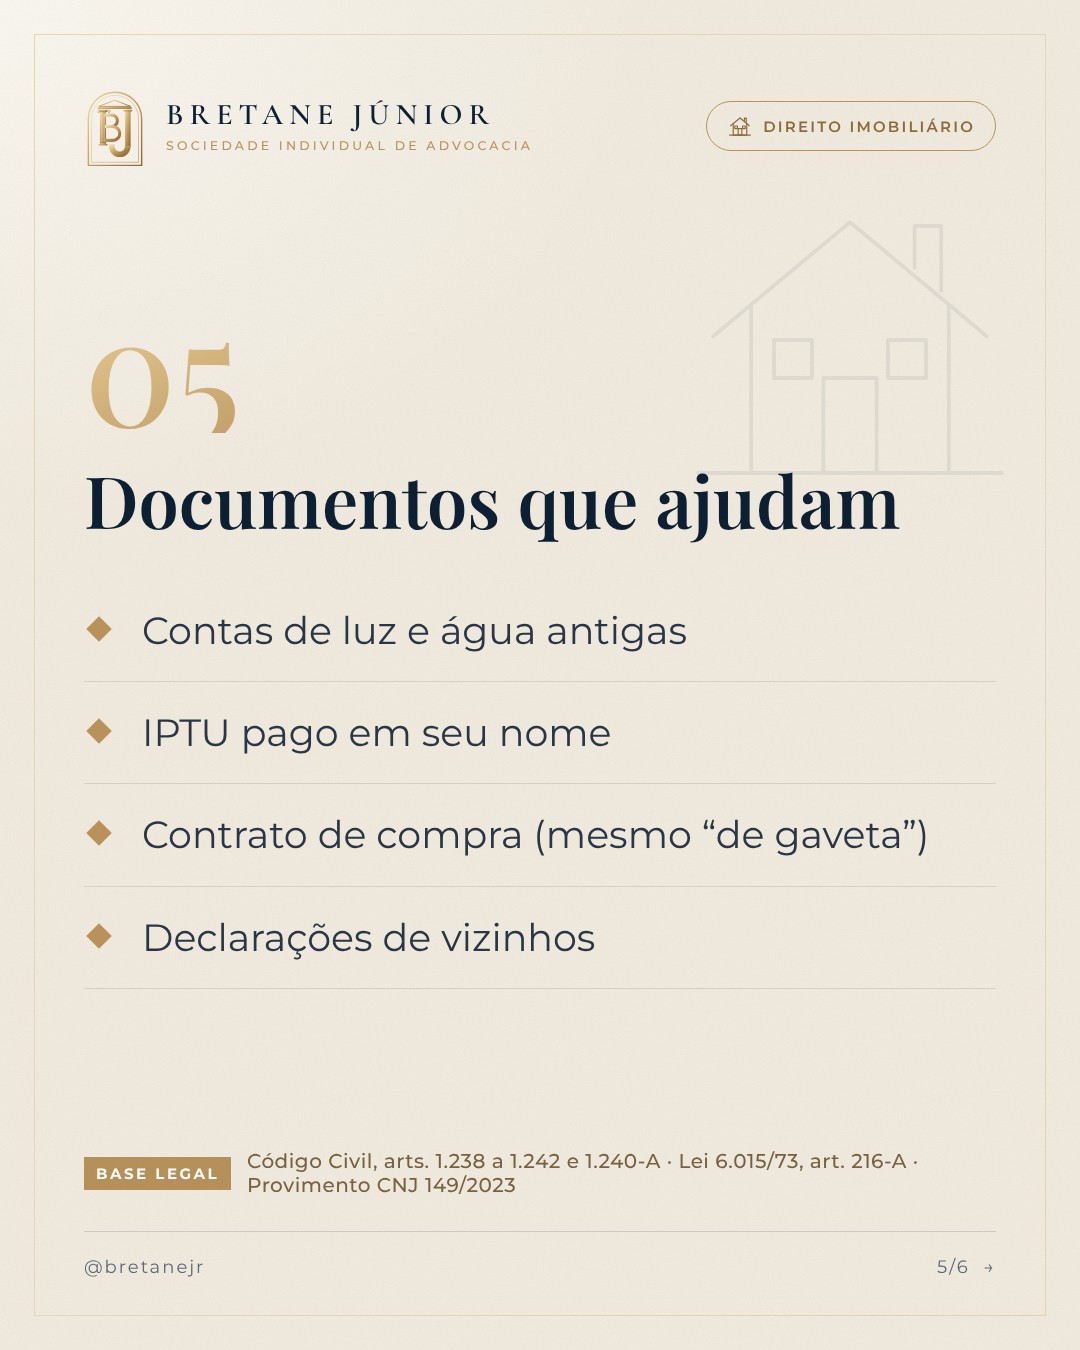 BJ
BRETANE JÚNIOR
SOCIEDADE INDIVIDUAL DE ADVOCACIA
DIREITO IMOBILIÁRIO
05
Documentos que ajudam
Contas de luz e água antigas
IPTU pago em seu nome
Contrato de compra (mesmo “de gaveta”)
Declarações de vizinhos
BASE LEGAL
Código Civil, arts. 1.238 a 1.242 e 1.240-A · Lei 6.015/73, art. 216-A ·
Provimento CNJ 149/2023
@bretanejr
5/6 →